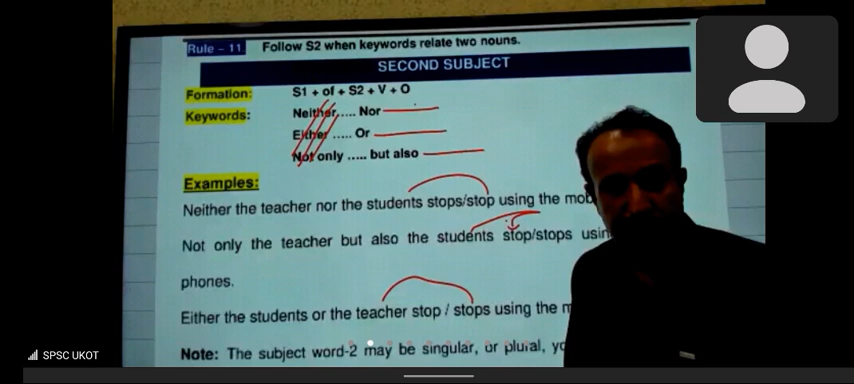 Rule – 11 Follow S2 when keywords relate two nouns.
SECOND SUBJECT
Formation: S1 + of + S2 + V + O
Keywords: Neither..... Nor
Either ..... Or
Not only ..... but also
Examples:
Neither the teacher nor the students stops/stop using the mob
Not only the teacher but also the students stop/stops usin
phones.
Either the students or the teacher stop / stops using the m
Note: The subject word-2 may be singular, or plural, yo
SPSC UKOT